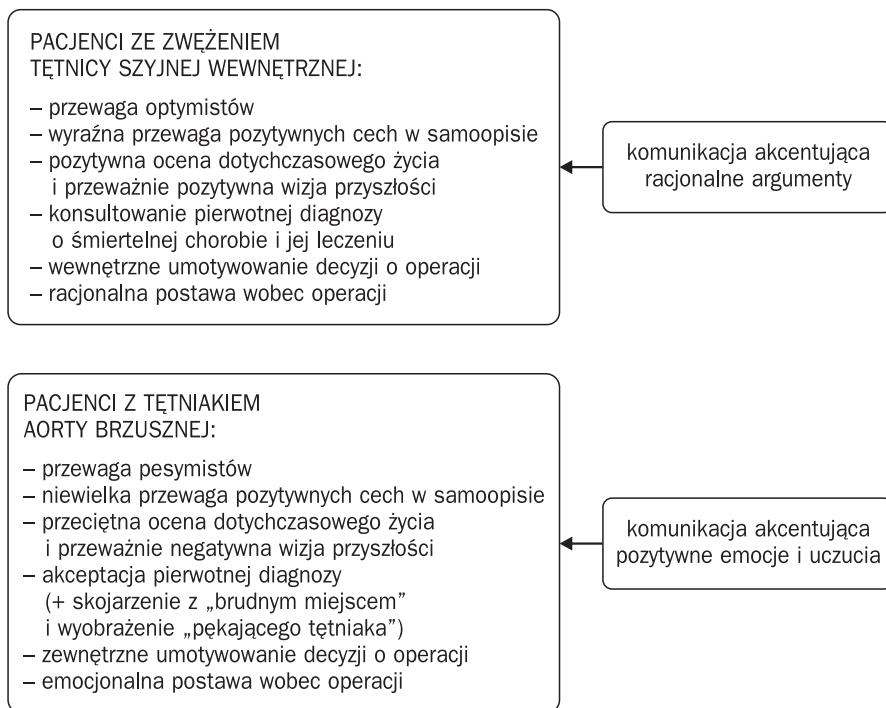 PACJENCI ZE ZWĘŻENIEM
TĘTNICY SZYJNEJ WEWNĘTRZNEJ:
– przewaga optymistów
– wyraźna przewaga pozytywnych cech w samoopisie
– pozytywna ocena dotychczasowego życia
i przeważnie pozytywna wizja przyszłości
– konsultowanie pierwotnej diagnozy
o śmiertelnej chorobie i jej leczeniu
– wewnętrzne umotywowanie decyzji o operacji
– racjonalna postawa wobec operacji
komunikacja akcentująca
racjonalne argumenty
PACJENCI Z TĘTNIAKIEM
AORTY BRZUSZNEJ:
– przewaga pesymistów
– niewielka przewaga pozytywnych cech w samoopisie
– przeciętna ocena dotychczasowego życia
i przeważnie negatywna wizja przyszłości
– akceptacja pierwotnej diagnozy
(+ skojarzenie z „brudnym miejscem”
i wyobrażenie „pękającego tętniaka”)
– zewnętrzne umotywowanie decyzji o operacji
– emocjonalna postawa wobec operacji
komunikacja akcentująca
pozytywne emocje i uczucia